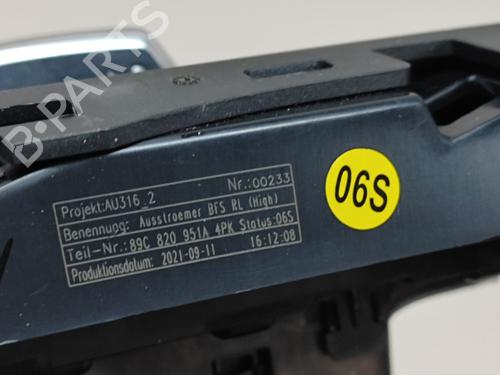 B-PARTS
Projekt:AU316_2 Nr.:00233
Benennung: Ausstroemer BFS RL (High)
Teil-Nr.:89C 820 951A 4PK Status:06S
Produktionsdatum: 2021-09-11 16:12:08
06S